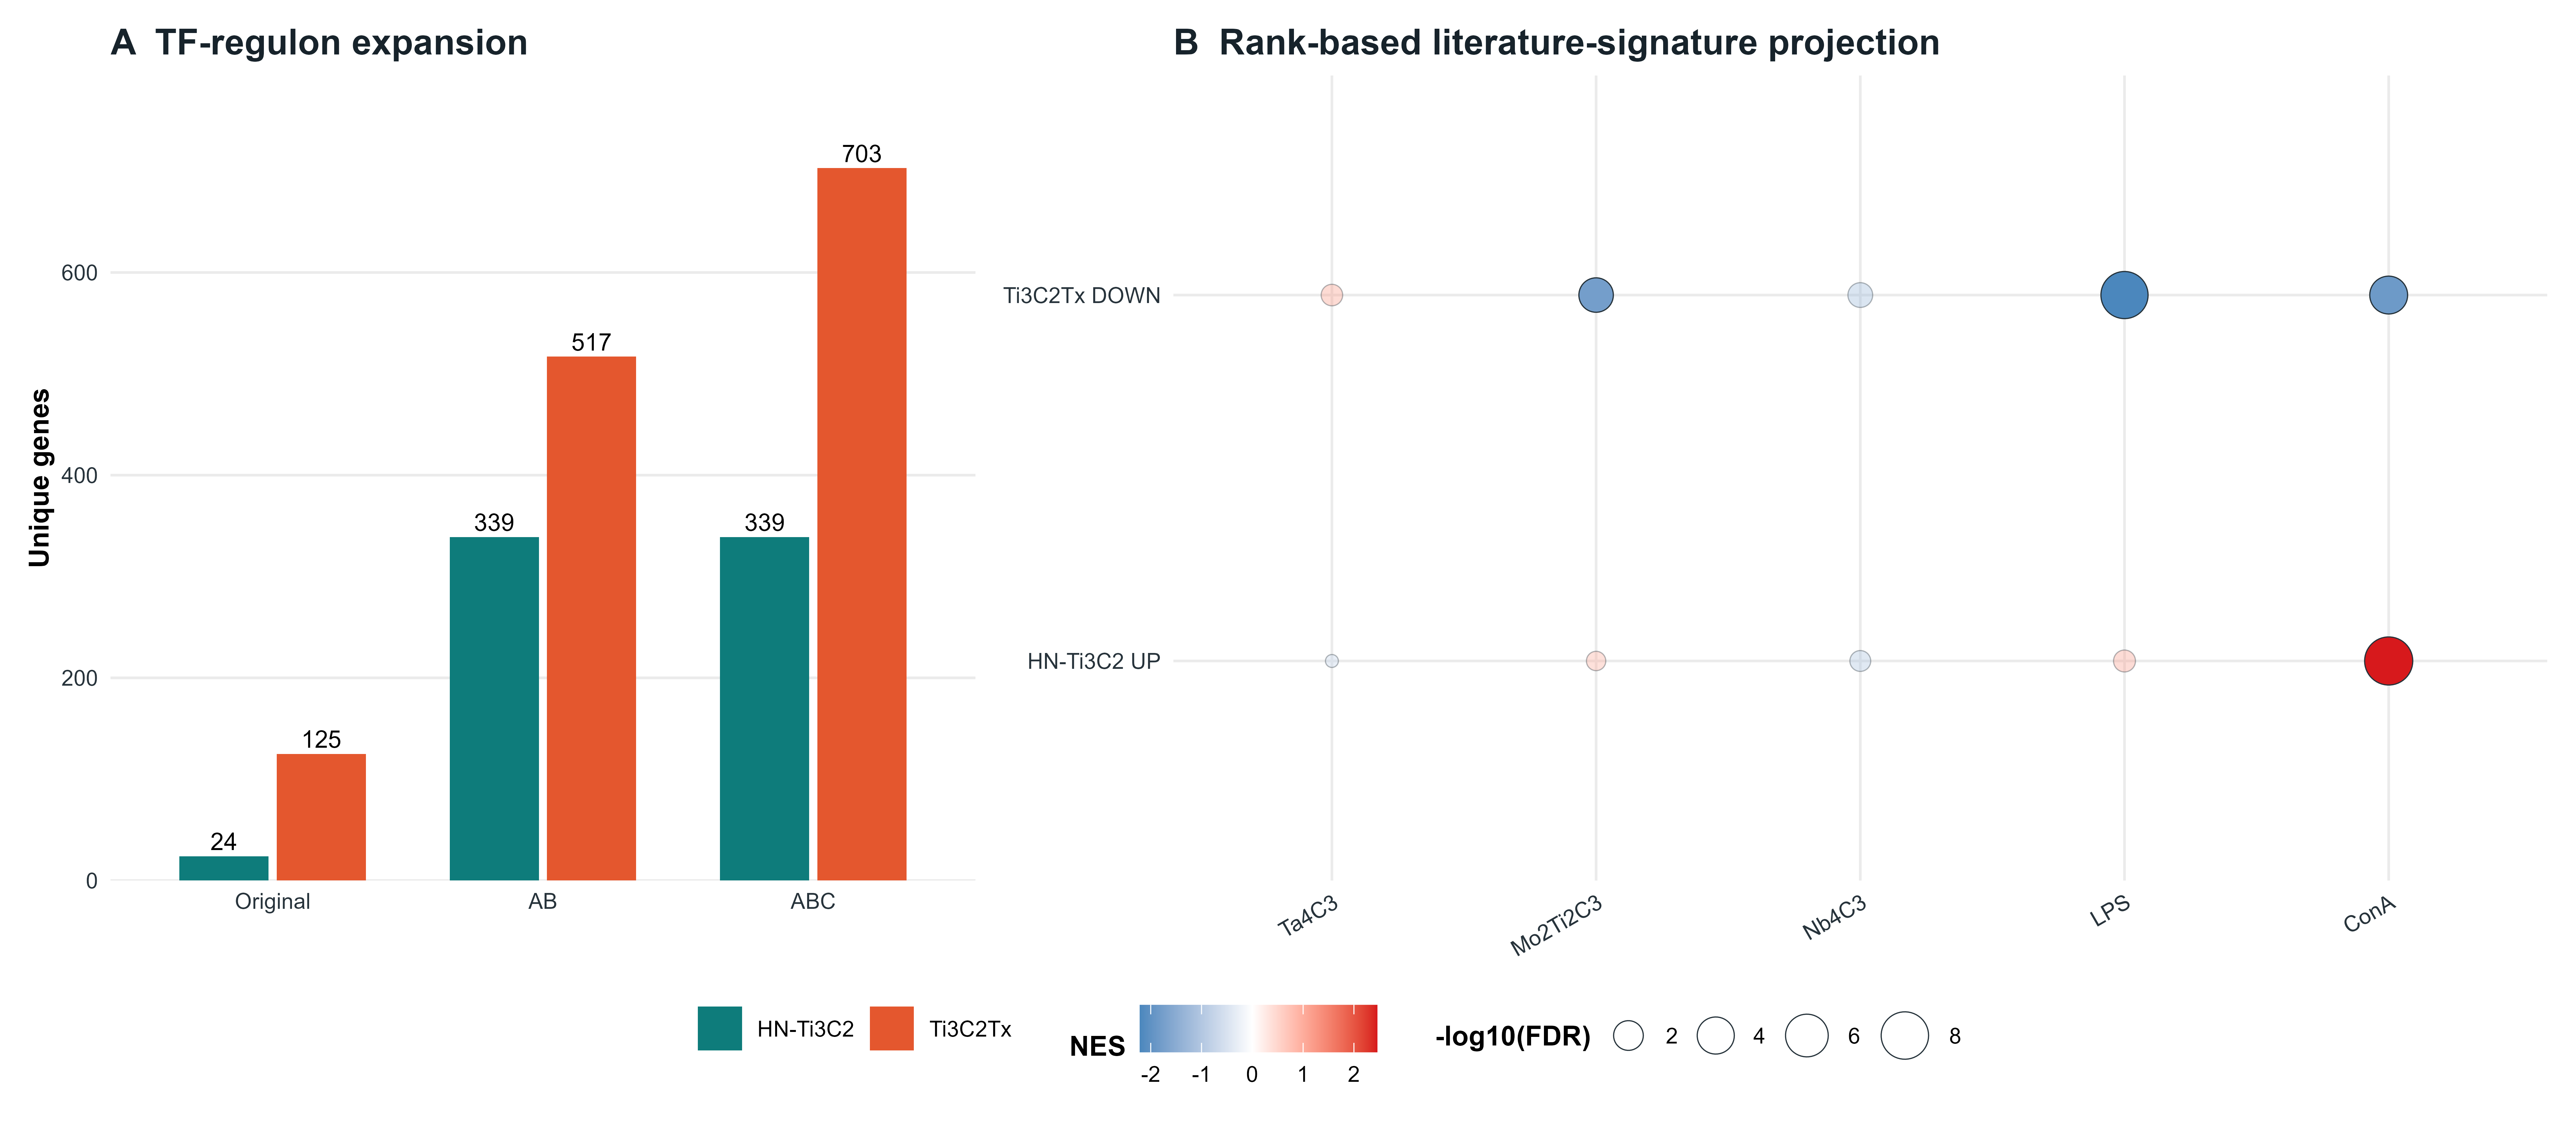 A TF-regulon expansion
Unique genes
600
400
200
0
24
125
339
517
339
703
Original
AB
ABC
B Rank-based literature-signature projection
Ti3C2Tx DOWN
HN-Ti3C2 UP
Ta4C3
Mo2Ti2C3
Nb4C3
LPS
ConA
HN-Ti3C2
Ti3C2Tx
NES
-2 -1 0 1 2
-log10(FDR)
2 4 6 8